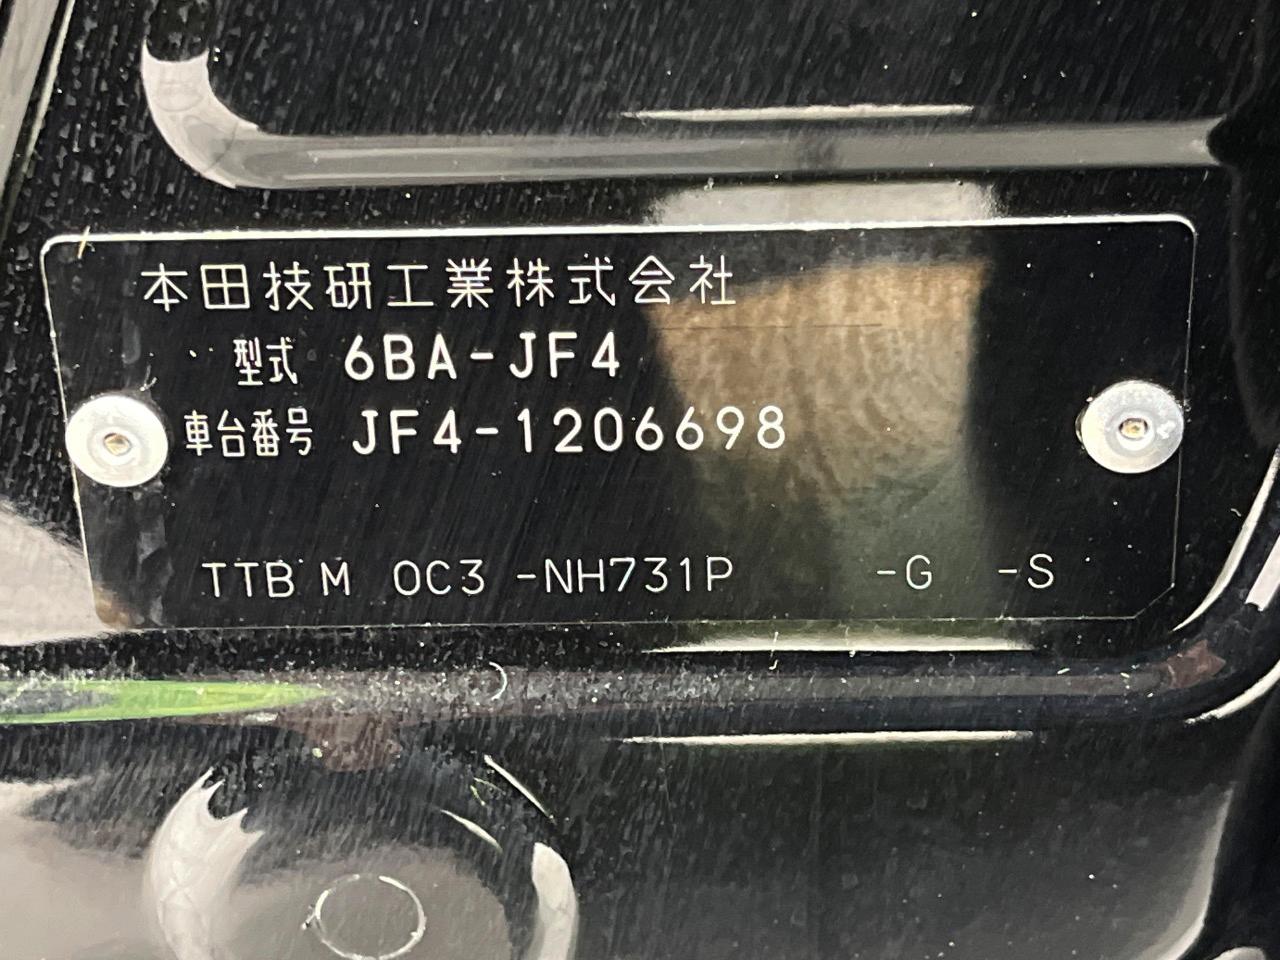 本田技研工業株式会社
型式 6BA-JF4
車台番号 JF4-1206698
TTB M OC3 -NH731P -G -S